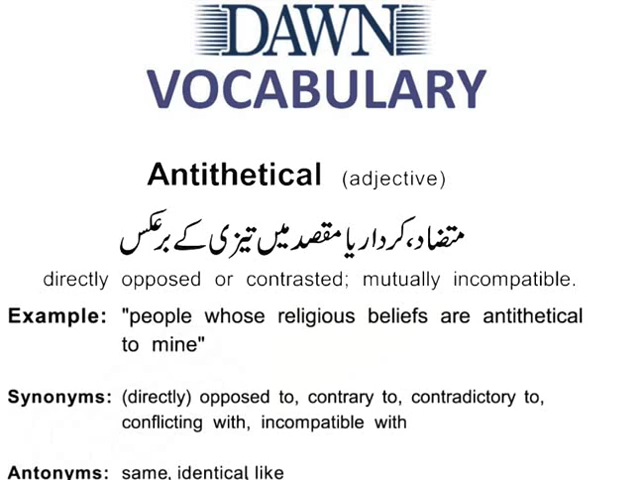 DAWN
VOCABULARY
Antithetical (adjective)
متضاد، کردار یا مقصد میں تیزی کے برعکس
directly opposed or contrasted; mutually incompatible.
Example: "people whose religious beliefs are antithetical
to mine"
Synonyms: (directly) opposed to, contrary to, contradictory to,
conflicting with, incompatible with
Antonyms: same, identical, like